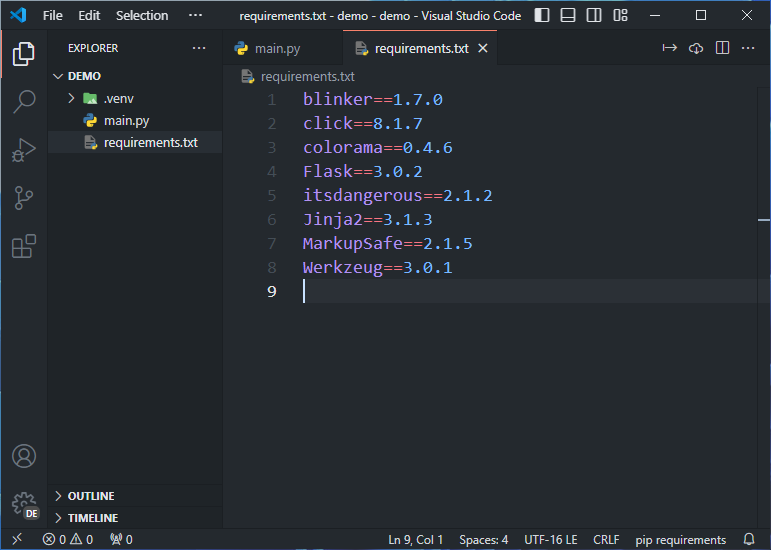 File Edit Selection ··· requirements.txt - demo - demo - Visual Studio Code
EXPLORER ···
DEMO
.venv
main.py
requirements.txt
OUTLINE
TIMELINE
main.py requirements.txt
requirements.txt
1 blinker==1.7.0
2 click==8.1.7
3 colorama==0.4.6
4 Flask==3.0.2
5 itsdangerous==2.1.2
6 Jinja2==3.1.3
7 MarkupSafe==2.1.5
8 Werkzeug==3.0.1
9
DE
0 0 0 Ln 9, Col 1 Spaces: 4 UTF-16 LE CRLF pip requirements